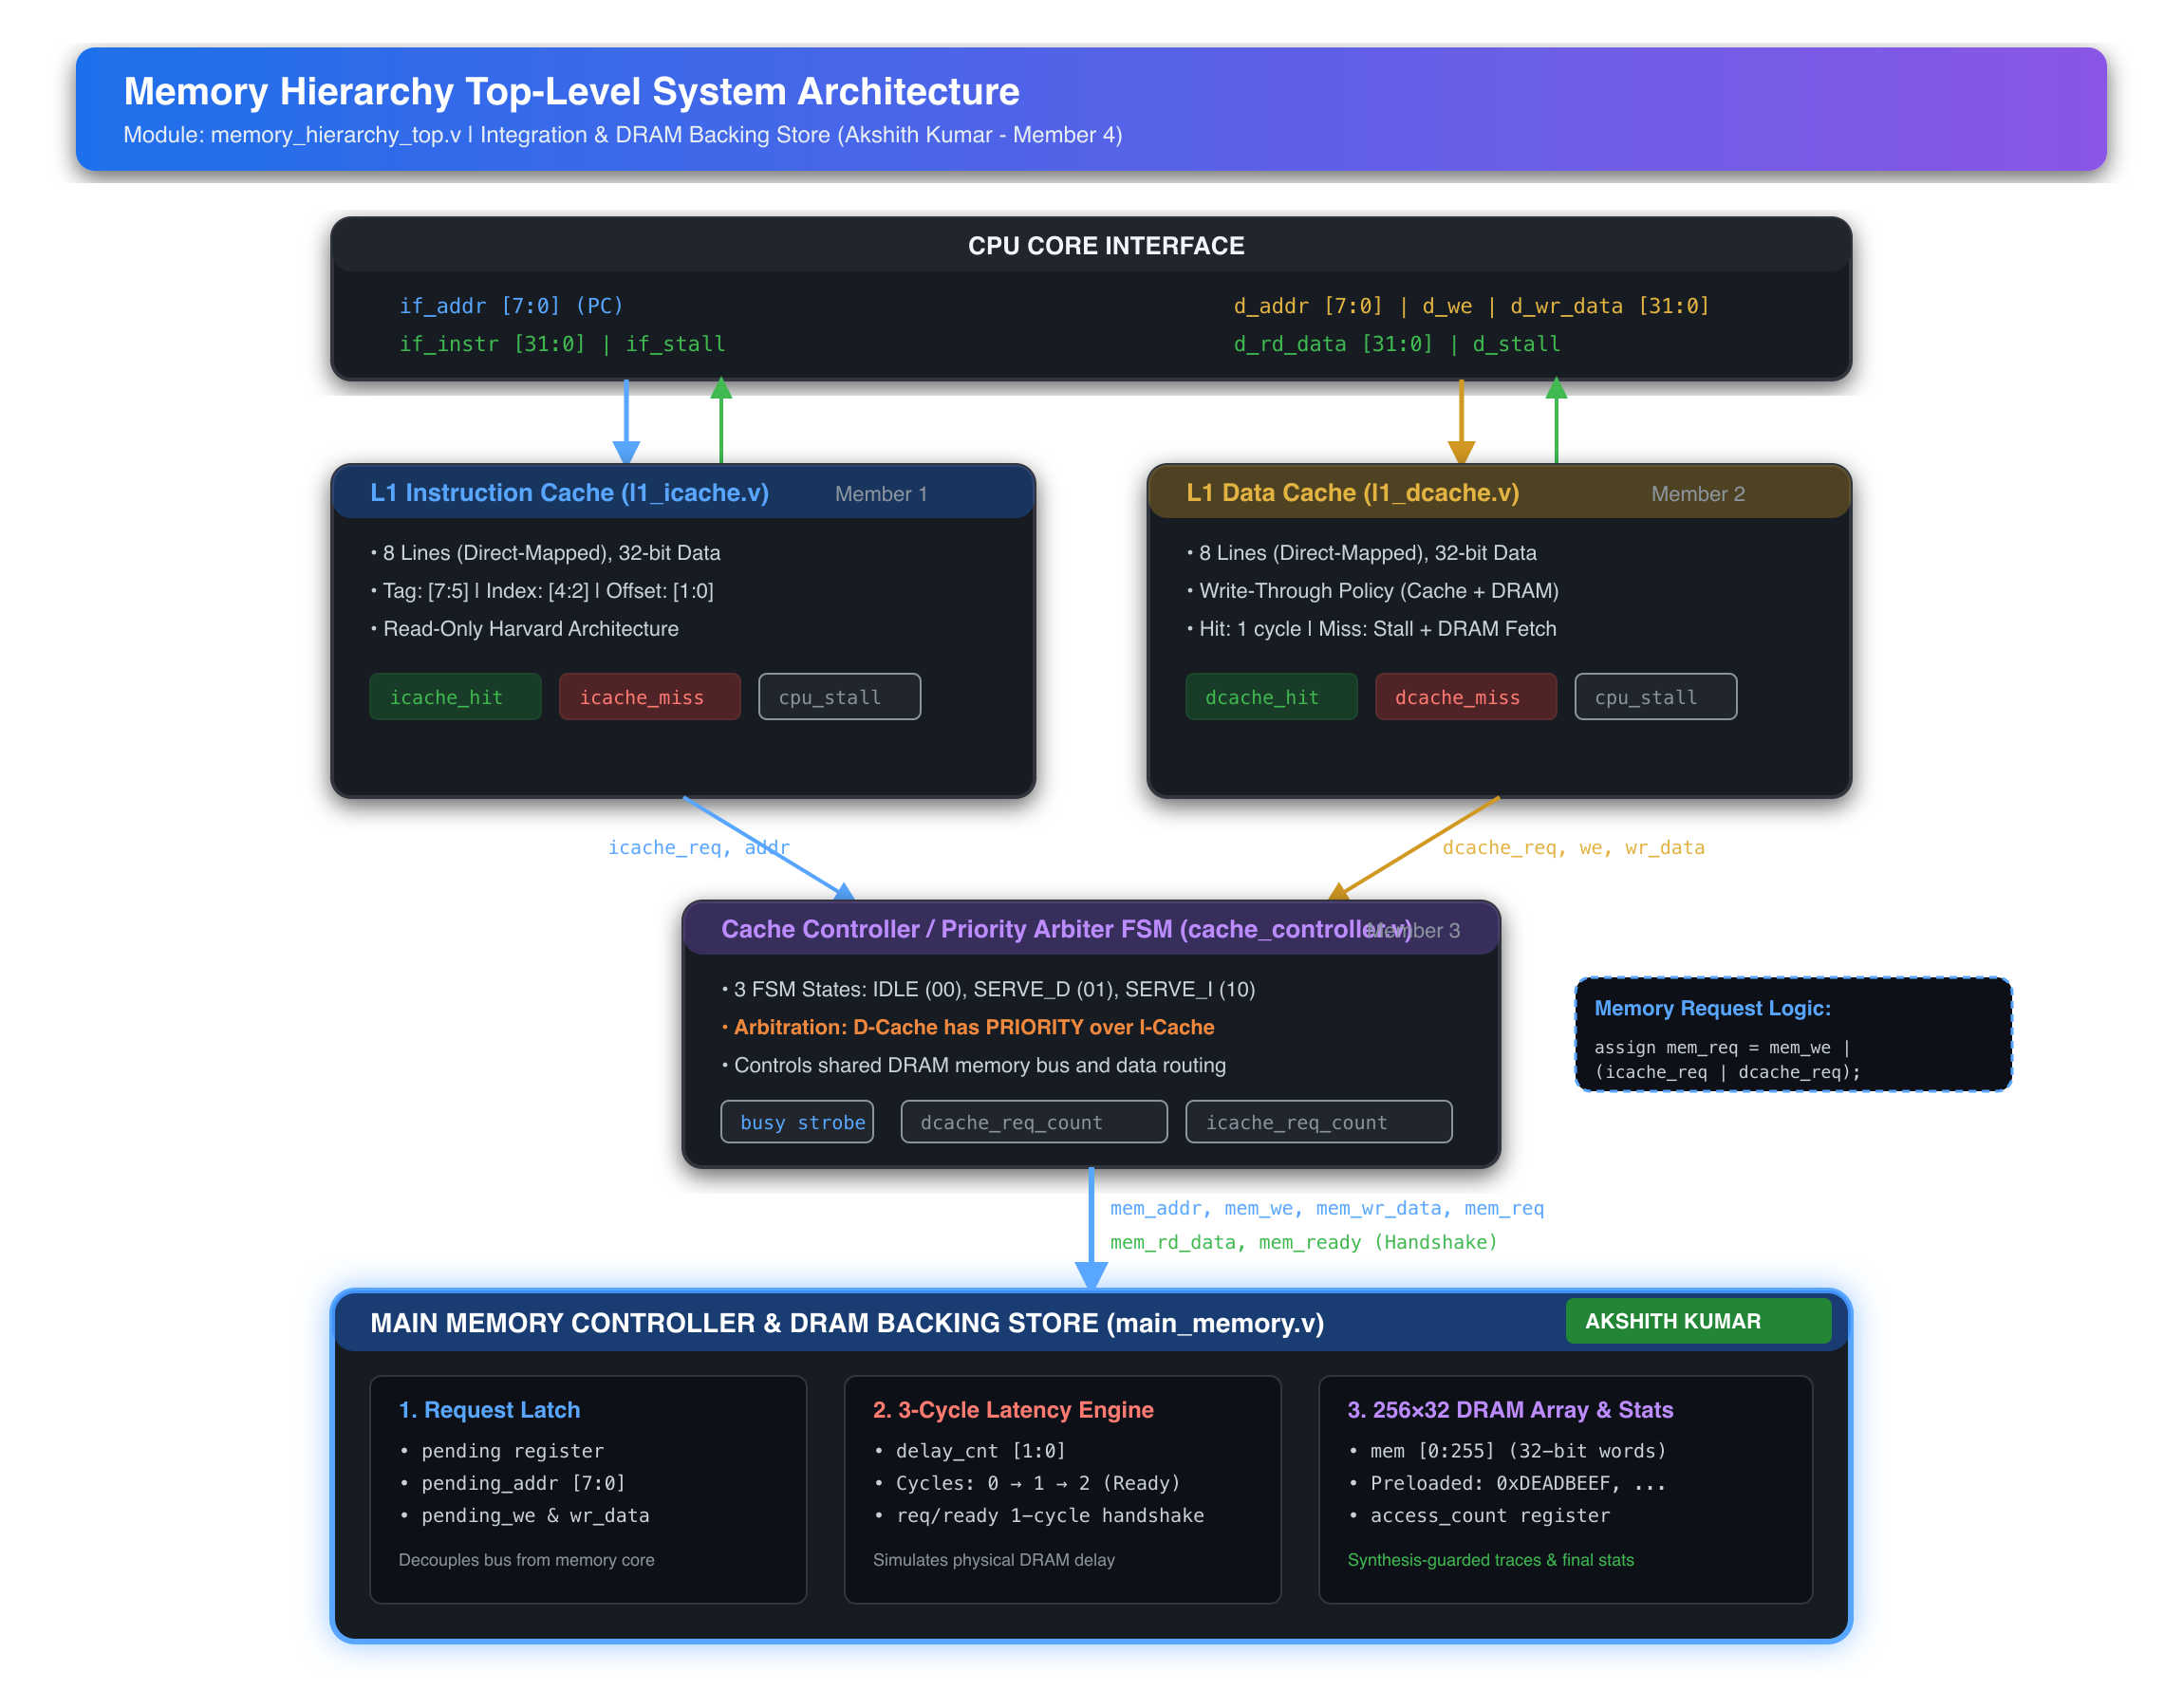 Memory Hierarchy Top-Level System Architecture
Module: memory_hierarchy_top.v | Integration & DRAM Backing Store (Akshith Kumar - Member 4)
CPU CORE INTERFACE
if_addr [7:0] (PC)
if_instr [31:0] | if_stall
d_addr [7:0] | d_we | d_wr_data [31:0]
d_rd_data [31:0] | d_stall
L1 Instruction Cache (l1_icache.v) Member 1
• 8 Lines (Direct-Mapped), 32-bit Data
• Tag: [7:5] | Index: [4:2] | Offset: [1:0]
• Read-Only Harvard Architecture
icache_hit icache_miss cpu_stall
L1 Data Cache (l1_dcache.v) Member 2
• 8 Lines (Direct-Mapped), 32-bit Data
• Write-Through Policy (Cache + DRAM)
• Hit: 1 cycle | Miss: Stall + DRAM Fetch
dcache_hit dcache_miss cpu_stall
icache_req, addr
dcache_req, we, wr_data
Cache Controller / Priority Arbiter FSM (cache_controller.v) Member 3
• 3 FSM States: IDLE (00), SERVE_D (01), SERVE_I (10)
• Arbitration: D-Cache has PRIORITY over I-Cache
• Controls shared DRAM memory bus and data routing
busy strobe dcache_req_count icache_req_count
Memory Request Logic:
assign mem_req = mem_we |
(icache_req | dcache_req);
mem_addr, mem_we, mem_wr_data, mem_req
mem_rd_data, mem_ready (Handshake)
MAIN MEMORY CONTROLLER & DRAM BACKING STORE (main_memory.v)
AKSHITH KUMAR
1. Request Latch
• pending register
• pending_addr [7:0]
• pending_we & wr_data
Decouples bus from memory core
2. 3-Cycle Latency Engine
• delay_cnt [1:0]
• Cycles: 0 → 1 → 2 (Ready)
• req/ready 1-cycle handshake
Simulates physical DRAM delay
3. 256×32 DRAM Array & Stats
• mem [0:255] (32-bit words)
• Preloaded: 0xDEADBEEF, ...
• access_count register
Synthesis-guarded traces & final stats